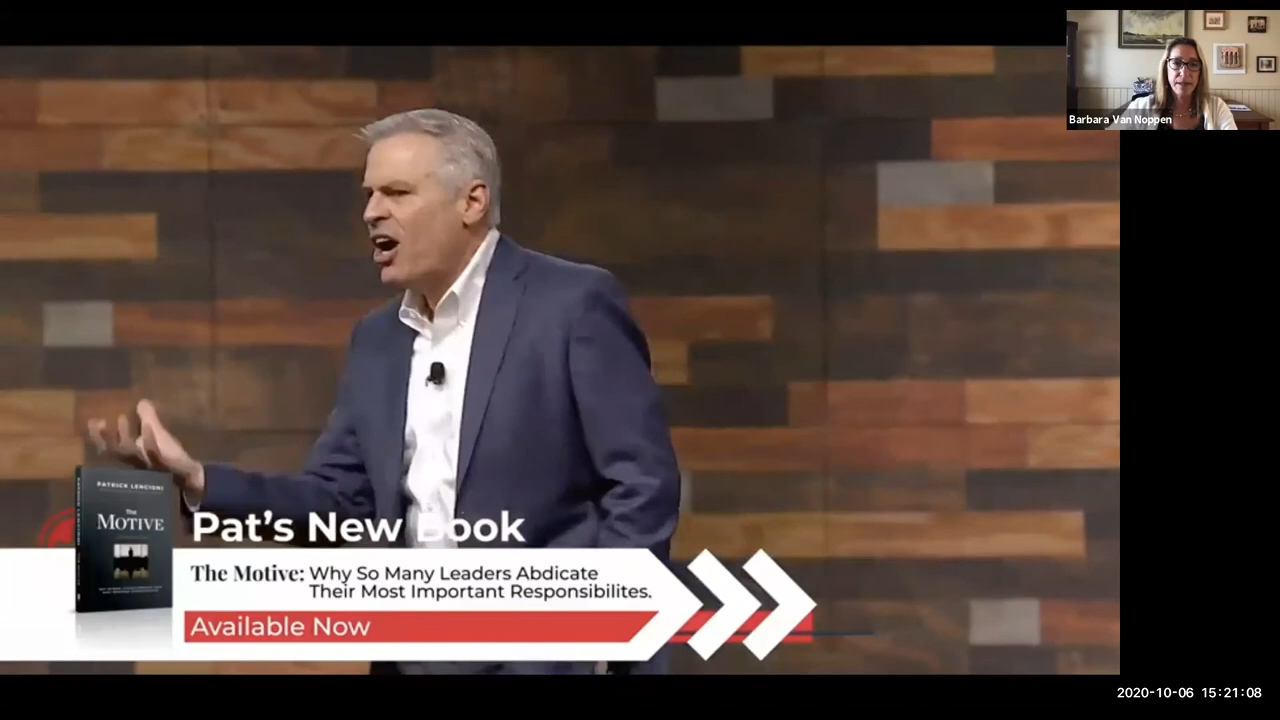 Barbara Van Noppen
PATRICK LENCIONI
The
MOTIVE
Pat's New Book
The Motive: Why So Many Leaders Abdicate
Their Most Important Responsibilites.
Available Now
2020-10-06 15:21:08